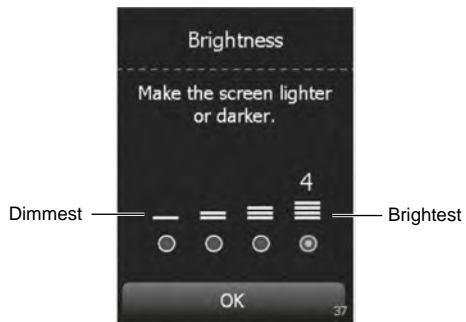 Brightness
Make the screen lighter
or darker.
4
Dimmest
Brightest
OK
37